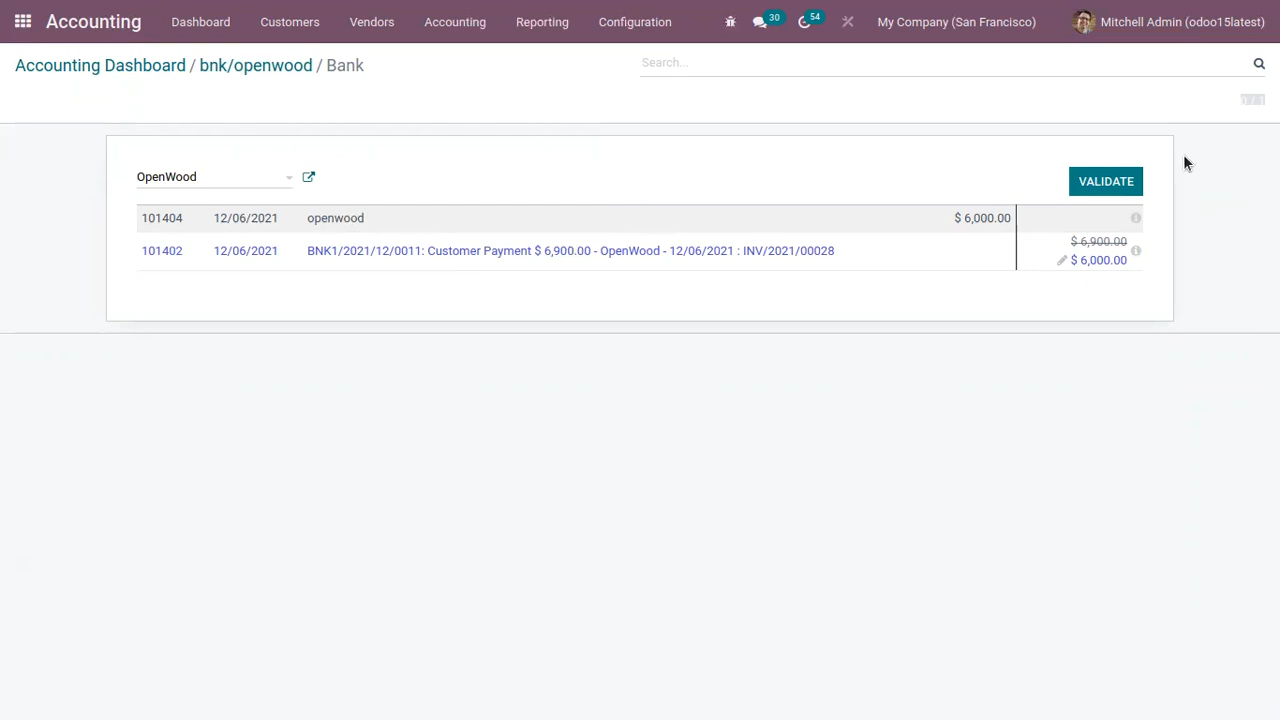 Accounting Dashboard Customers Vendors Accounting Reporting Configuration 30 54 My Company (San Francisco) Mitchell Admin (odoo15latest)
Accounting Dashboard / bnk/openwood / Bank Search...
0 / 1
OpenWood VALIDATE
101404 12/06/2021 openwood $ 6,000.00
101402 12/06/2021 BNK1/2021/12/0011: Customer Payment $ 6,900.00 - OpenWood - 12/06/2021 : INV/2021/00028 $ 6,900.00
$ 6,000.00